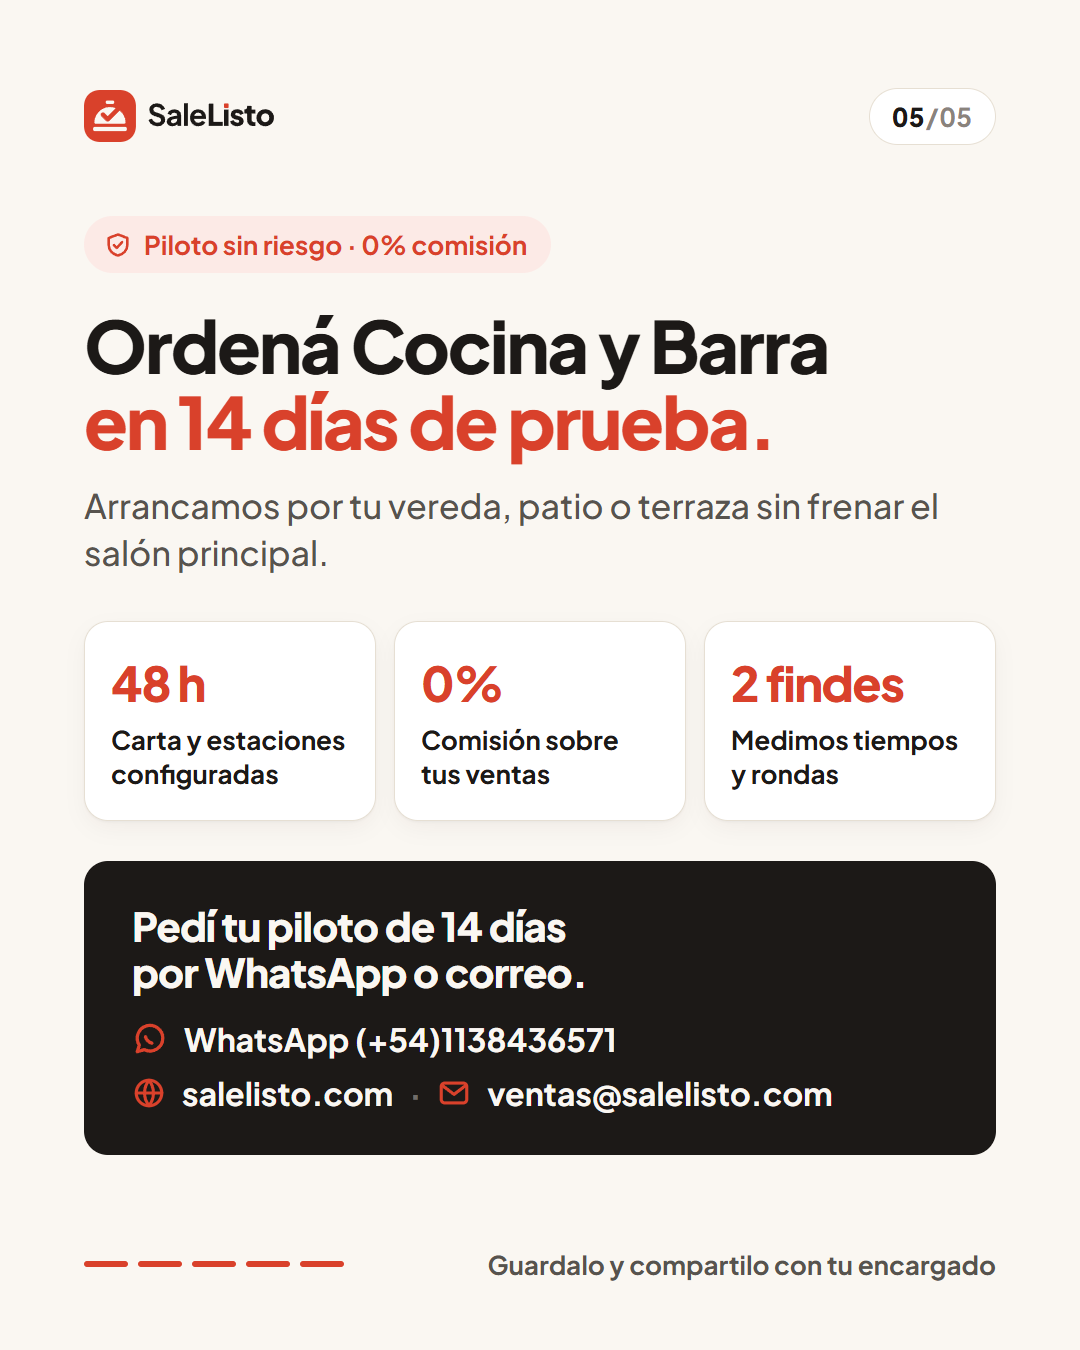 SaleListo
05/05
Piloto sin riesgo · 0% comisión
Ordená Cocina y Barra
en 14 días de prueba.
Arrancamos por tu vereda, patio o terraza sin frenar el
salón principal.
48 h
Carta y estaciones
configuradas
0%
Comisión sobre
tus ventas
2 findes
Medimos tiempos
y rondas
Pedí tu piloto de 14 días
por WhatsApp o correo.
WhatsApp (+54)1138436571
salelisto.com · ventas@salelisto.com
Guardalo y compartilo con tu encargado